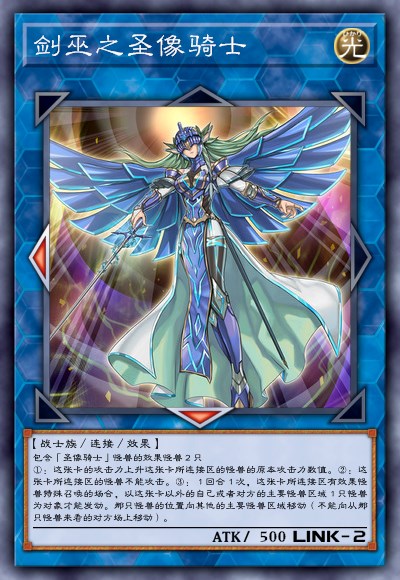 剑巫之圣像骑士
ひかり
光
【战士族／连接／效果】
包含「圣像骑士」怪兽的效果怪兽２只
①：这张卡的攻击力上升这张卡所连接区的怪兽的原本攻击力数值。②：这
张卡所连接区的怪兽不能攻击。③：１回合１次，这张卡所连接区有效果怪
兽特殊召唤的场合，以这张卡以外的自己或者对方的主要怪兽区域１只怪兽
为对象才能发动。那只怪兽的位置向其他的主要怪兽区域移动（不能向从那
只怪兽来看的对方场上移动）。
ATK/ 500 LINK-2